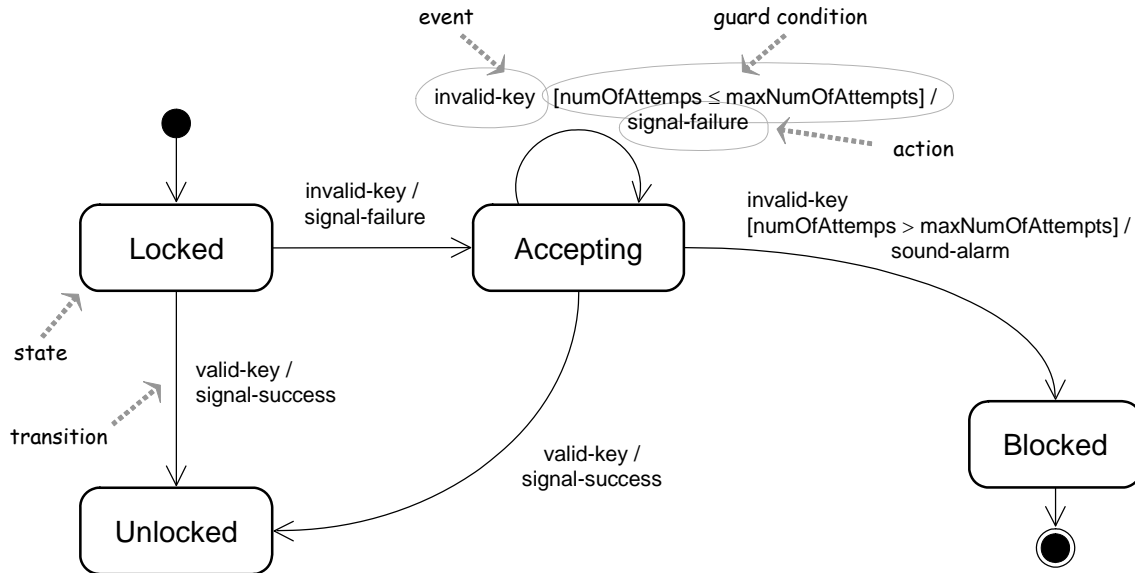 event
guard condition
invalid-key [numOfAttemps ≤ maxNumOfAttempts] /
signal-failure
action
invalid-key /
signal-failure
invalid-key
[numOfAttemps > maxNumOfAttempts] /
sound-alarm
Locked
Accepting
state
valid-key /
signal-success
transition
valid-key /
signal-success
Blocked
Unlocked